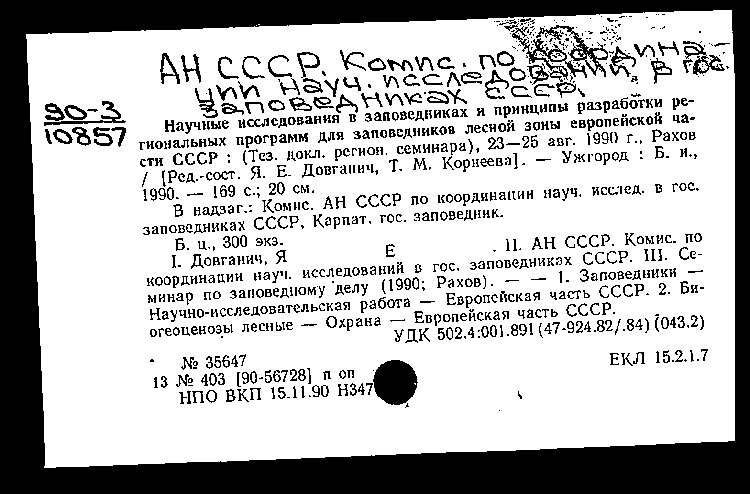 АН СССР. Комис. по координа-
ции науч. исследований в гос.
заповедниках СССР.
90-3
10857
Научные исследования в заповедниках и принципы разработки ре-
гиональных программ для заповедников лесной зоны европейской ча-
сти СССР : (Тез. докл. регион. семинара), 23—25 авг. 1990 г., Рахов
/ [Ред.-сост. Я. Е. Довганич, Т. М. Корнеева]. — Ужгород : Б. и.,
1990. — 169 с.; 20 см.
В надзаг.: Комис. АН СССР по координации науч. исслед. в гос.
заповедниках СССР, Карпат. гос. заповедник.
Б. ц., 300 экз.
I. Довганич, Я Е . II. АН СССР. Комис. по
координации науч. исследований в гос. заповедниках СССР. III. Се-
минар по заповедному делу (1990; Рахов). — — 1. Заповедники —
Научно-исследовательская работа — Европейская часть СССР. 2. Би-
огеоценозы лесные — Охрана — Европейская часть СССР.
УДК 502.4:001.891 (47-924.82/.84) (043.2)
№ 35647
ЕКЛ 15.2.1.7
13 № 403 [90-56728] п оп
НПО ВКП 15.11.90 Н347